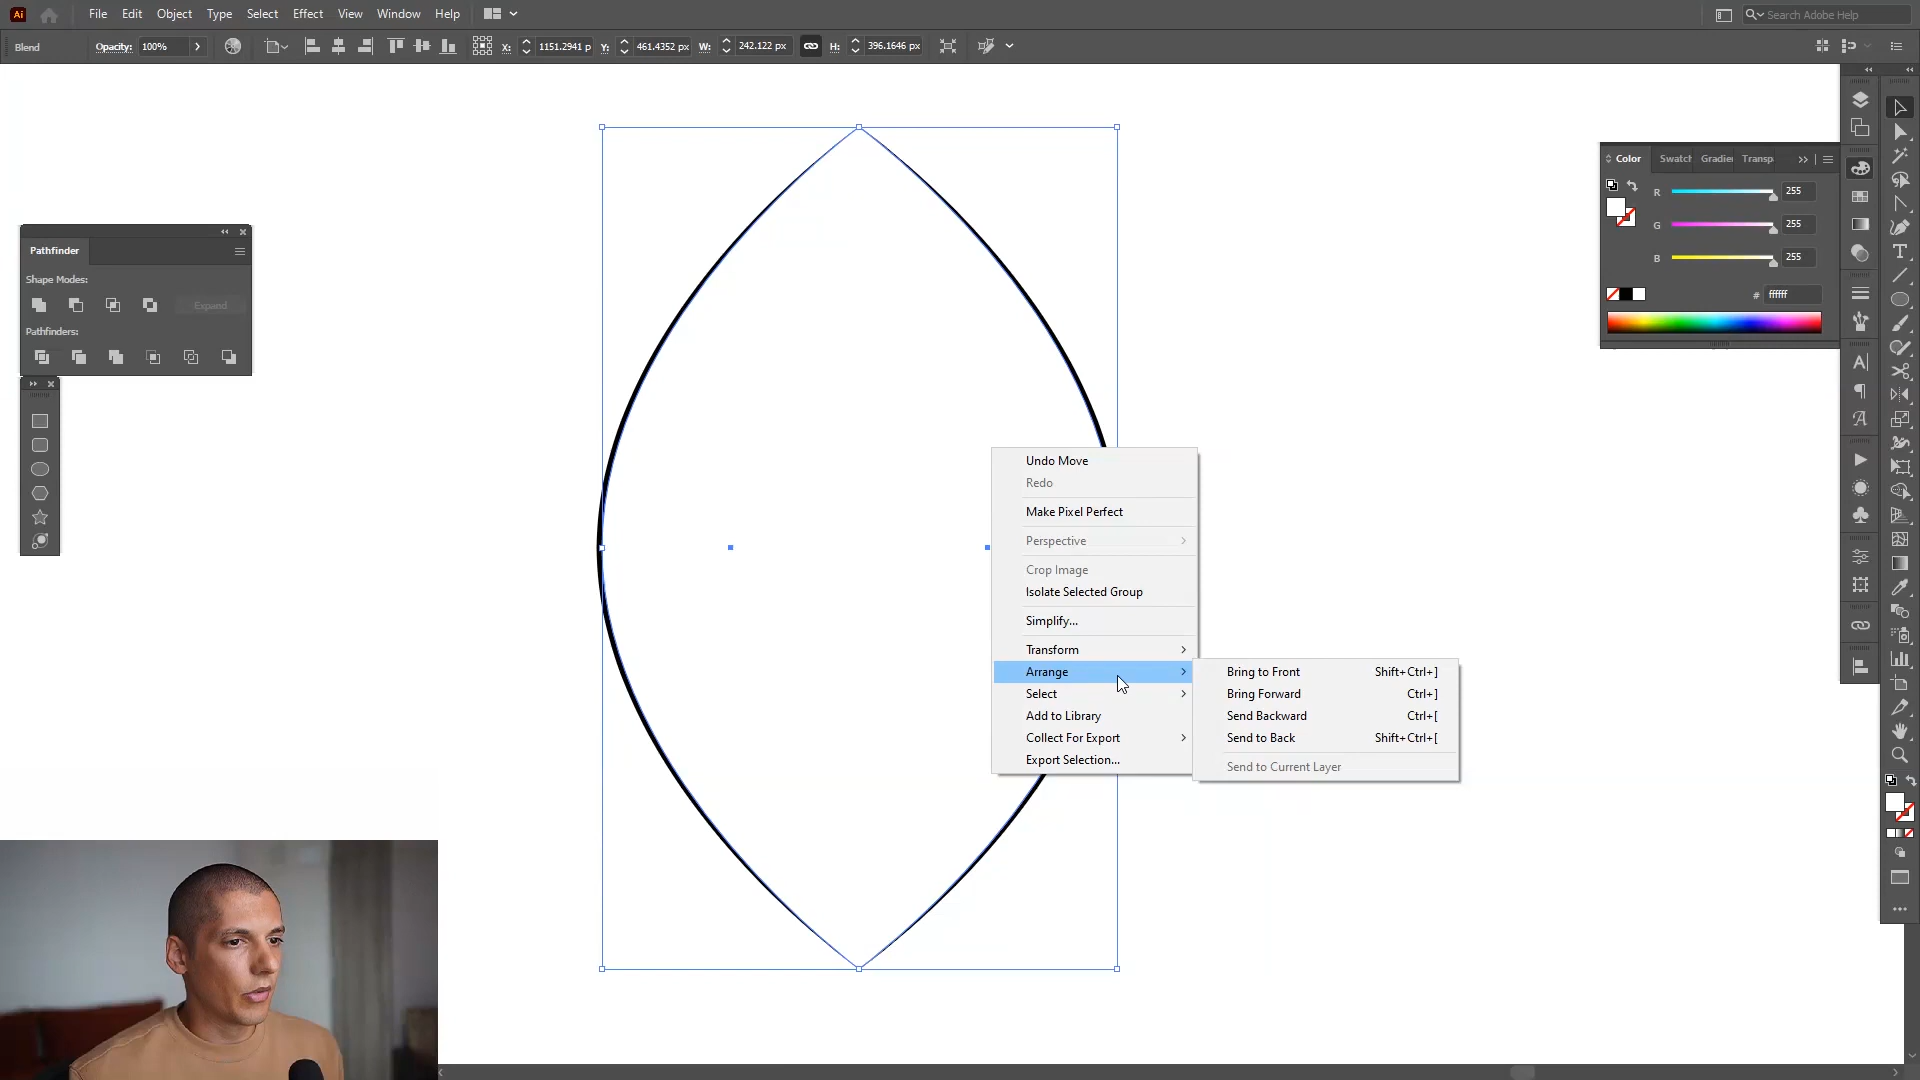 Ai
File Edit Object Type Select Effect View Window Help
Search Adobe Help
Blend Opacity: 100% X: 1151.2941 p Y: 461.4352 px W: 242.122 px H: 396.1646 px
Color Swatch Gradie Transp
R 255
G 255
B 255
# ffffff
Pathfinder
Shape Modes:
Expand
Pathfinders:
Undo Move
Redo
Make Pixel Perfect
Perspective
Crop Image
Isolate Selected Group
Simplify...
Transform
Arrange
Select
Add to Library
Collect For Export
Export Selection...
Bring to Front Shift+Ctrl+]
Bring Forward Ctrl+]
Send Backward Ctrl+[
Send to Back Shift+Ctrl+[
Send to Current Layer